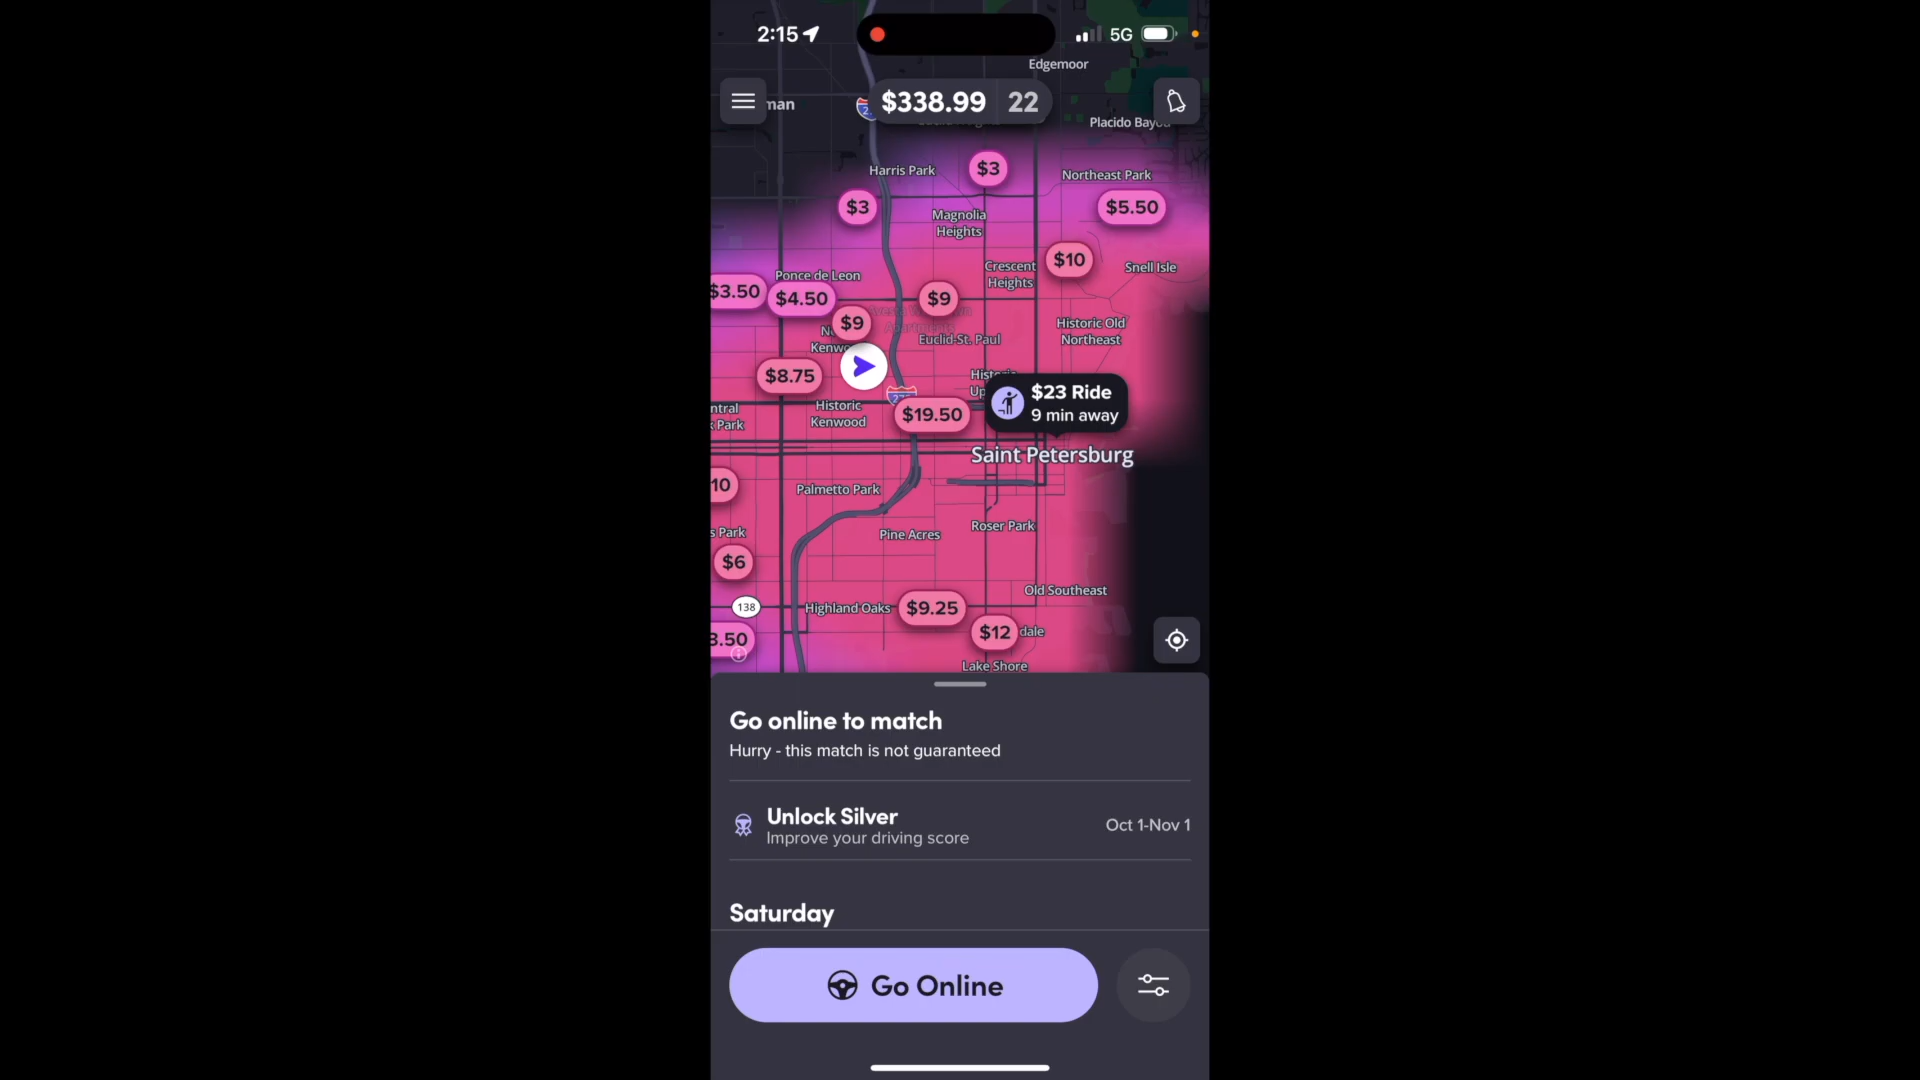 2:15
5G
Edgemoor
man
$338.99 22
Placido Bayou
Harris Park
$3
Northeast Park
$3
$5.50
Magnolia
Heights
$10
Crescent
Heights
Snell Isle
Ponce de Leon
$3.50
$4.50
$9
$9
Historic Old
Northeast
Kenwo
Euclid-St. Paul
$8.75
$23 Ride
9 min away
ntral
Park
Historic
Kenwood
$19.50
Saint Petersburg
10
Palmetto Park
s Park
Roser Park
Pine Acres
$6
Old Southeast
138
Highland Oaks
$9.25
$12
dale
3.50
Lake Shore
Go online to match
Hurry - this match is not guaranteed
Unlock Silver
Improve your driving score
Oct 1-Nov 1
Saturday
Go Online